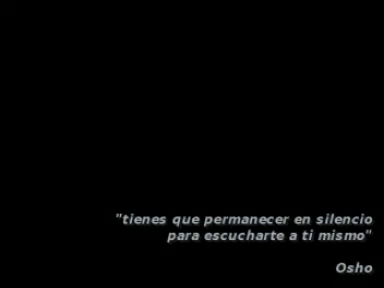 "tienes que permanecer en silencio
para escucharte a ti mismo"
Osho